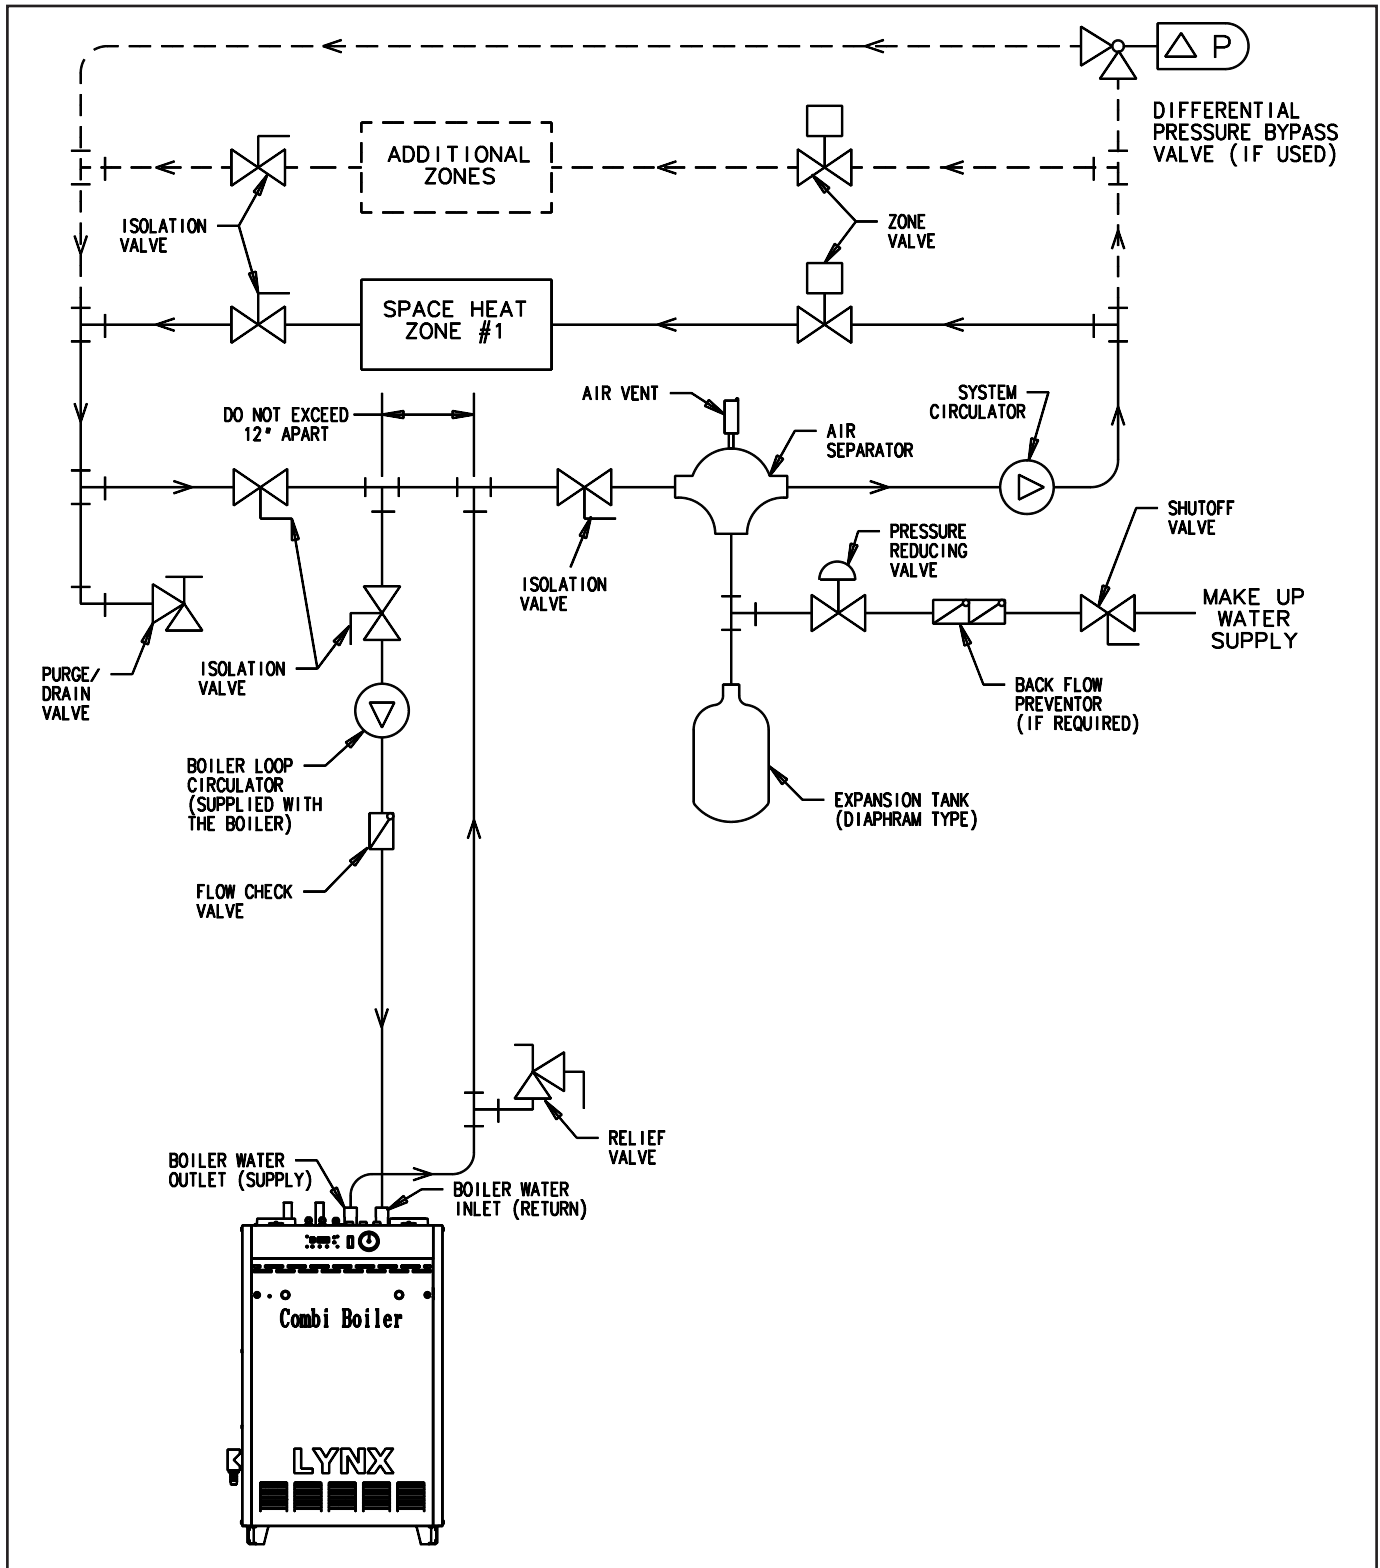 △ P
DIFFERENTIAL
PRESSURE BYPASS
VALVE (IF USED)
ADDITIONAL
ZONES
ISOLATION
VALVE
ZONE
VALVE
SPACE HEAT
ZONE #1
DO NOT EXCEED
12" APART
AIR VENT
AIR
SEPARATOR
SYSTEM
CIRCULATOR
SHUTOFF
VALVE
PRESSURE
REDUCING
VALVE
ISOLATION
VALVE
MAKE UP
WATER
SUPPLY
PURGE/
DRAIN
VALVE
ISOLATION
VALVE
BACK FLOW
PREVENTOR
(IF REQUIRED)
BOILER LOOP
CIRCULATOR
(SUPPLIED WITH
THE BOILER)
EXPANSION TANK
(DIAPHRAM TYPE)
FLOW CHECK
VALVE
RELIEF
VALVE
BOILER WATER
OUTLET (SUPPLY)
BOILER WATER
INLET (RETURN)
Combi Boiler
LYNX